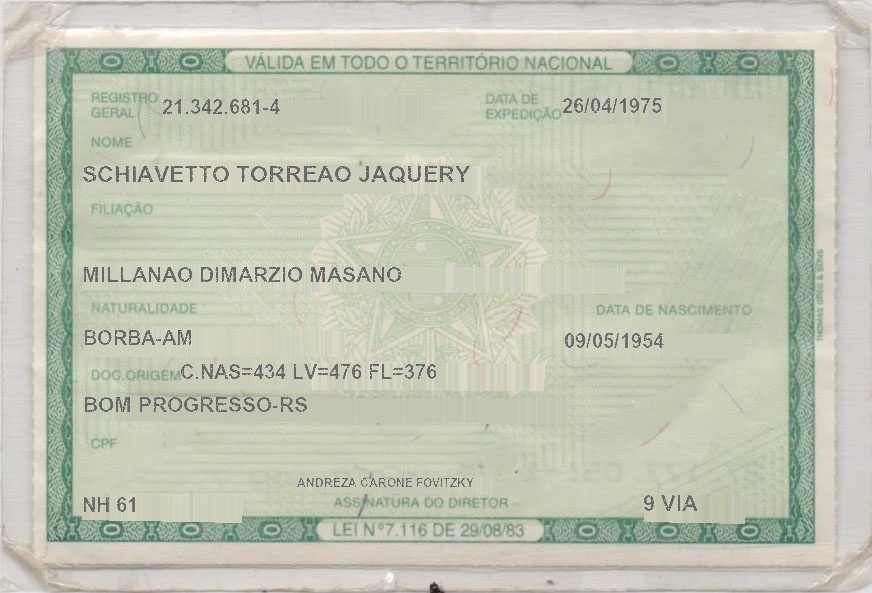 VÁLIDA EM TODO O TERRITÓRIO NACIONAL
REGISTRO GERAL 21.342.681-4 DATA DE EXPEDIÇÃO 26/04/1975
NOME
SCHIAVETTO TORREAO JAQUERY
FILIAÇÃO
MILLANAO DIMARZIO MASANO
NATURALIDADE DATA DE NASCIMENTO
BORBA-AM 09/05/1954
DOC.ORIGEM C.NAS=434 LV=476 FL=376
BOM PROGRESSO-RS
CPF
ANDREZA CARONE FOVITZKY
NH 61 ASSINATURA DO DIRETOR 9 VIA
LEI Nº7.116 DE 29/08/83
THOMAS GREG & SONS